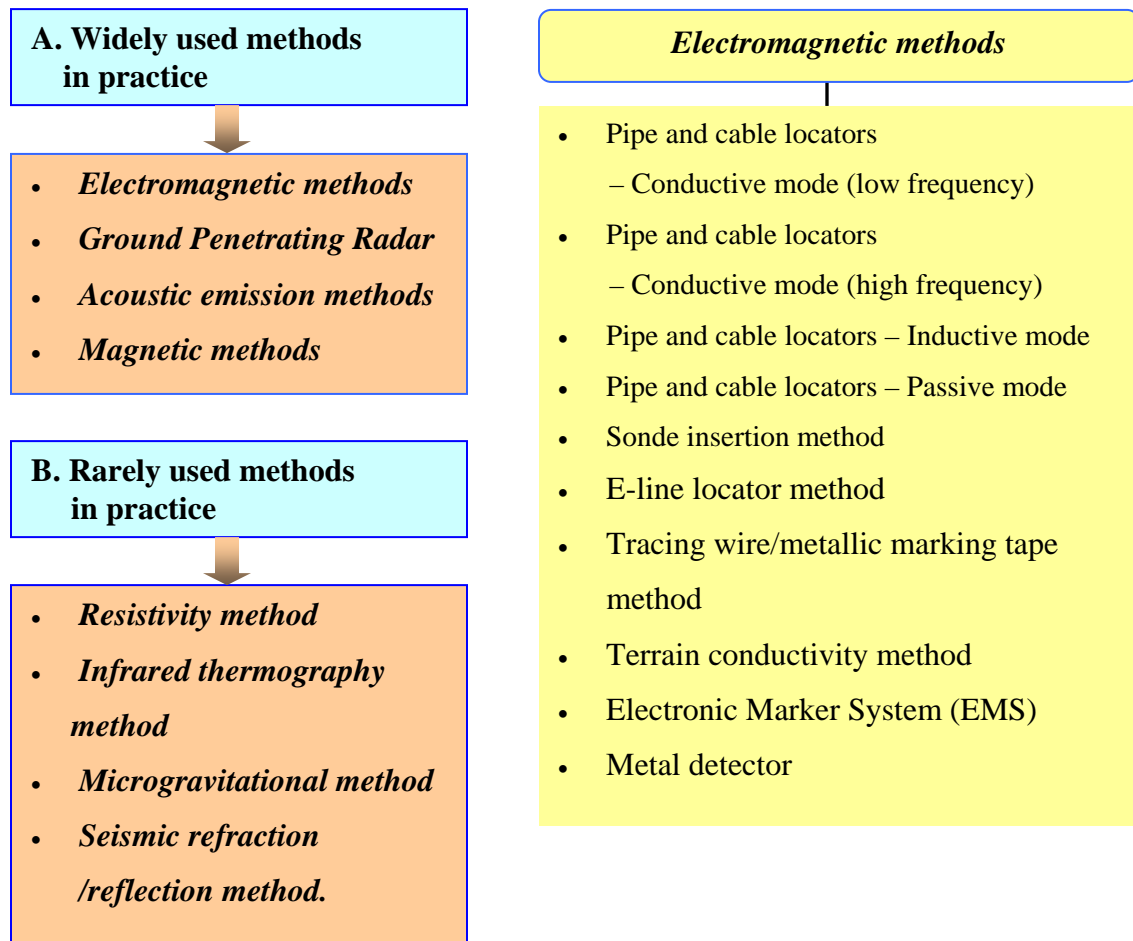 A. Widely used methods
in practice
• Electromagnetic methods
• Ground Penetrating Radar
• Acoustic emission methods
• Magnetic methods
B. Rarely used methods
in practice
• Resistivity method
• Infrared thermography
method
• Microgravitational method
• Seismic refraction
/reflection method.
Electromagnetic methods
• Pipe and cable locators
– Conductive mode (low frequency)
• Pipe and cable locators
– Conductive mode (high frequency)
• Pipe and cable locators – Inductive mode
• Pipe and cable locators – Passive mode
• Sonde insertion method
• E-line locator method
• Tracing wire/metallic marking tape
method
• Terrain conductivity method
• Electronic Marker System (EMS)
• Metal detector